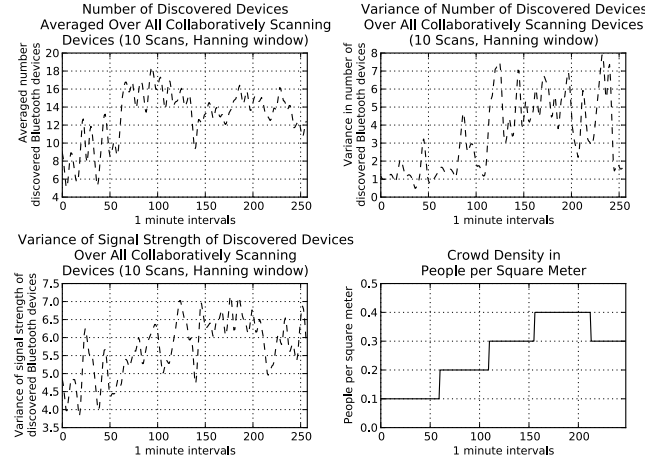 Number of Discovered Devices
Averaged Over All Collaboratively Scanning
Devices (10 Scans, Hanning window)
Averaged number
discovered Bluetooth devices
20
18
16
14
12
10
8
6
4
0 50 100 150 200 250
1 minute intervals
Variance of Number of Discovered Devices
Over All Collaboratively Scanning Devices
(10 Scans, Hanning window)
Variance in number of
discovered Bluetooth devices
8
7
6
5
4
3
2
1
0
0 50 100 150 200 250
1 minute intervals
Variance of Signal Strength of Discovered Devices
Over All Collaboratively Scanning
Devices (10 Scans, Hanning window)
Variance of signal strength of
discovered Bluetooth devices
7.5
7.0
6.5
6.0
5.5
5.0
4.5
4.0
3.5
0 50 100 150 200 250
1 minute intervals
Crowd Density in
People per Square Meter
People per square meter
0.5
0.4
0.3
0.2
0.1
0.0
0 50 100 150 200
1 minute intervals